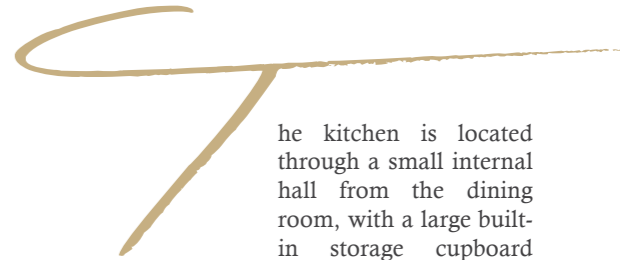 The kitchen is located
through a small internal
hall from the dining
room, with a large built-
in storage cupboard